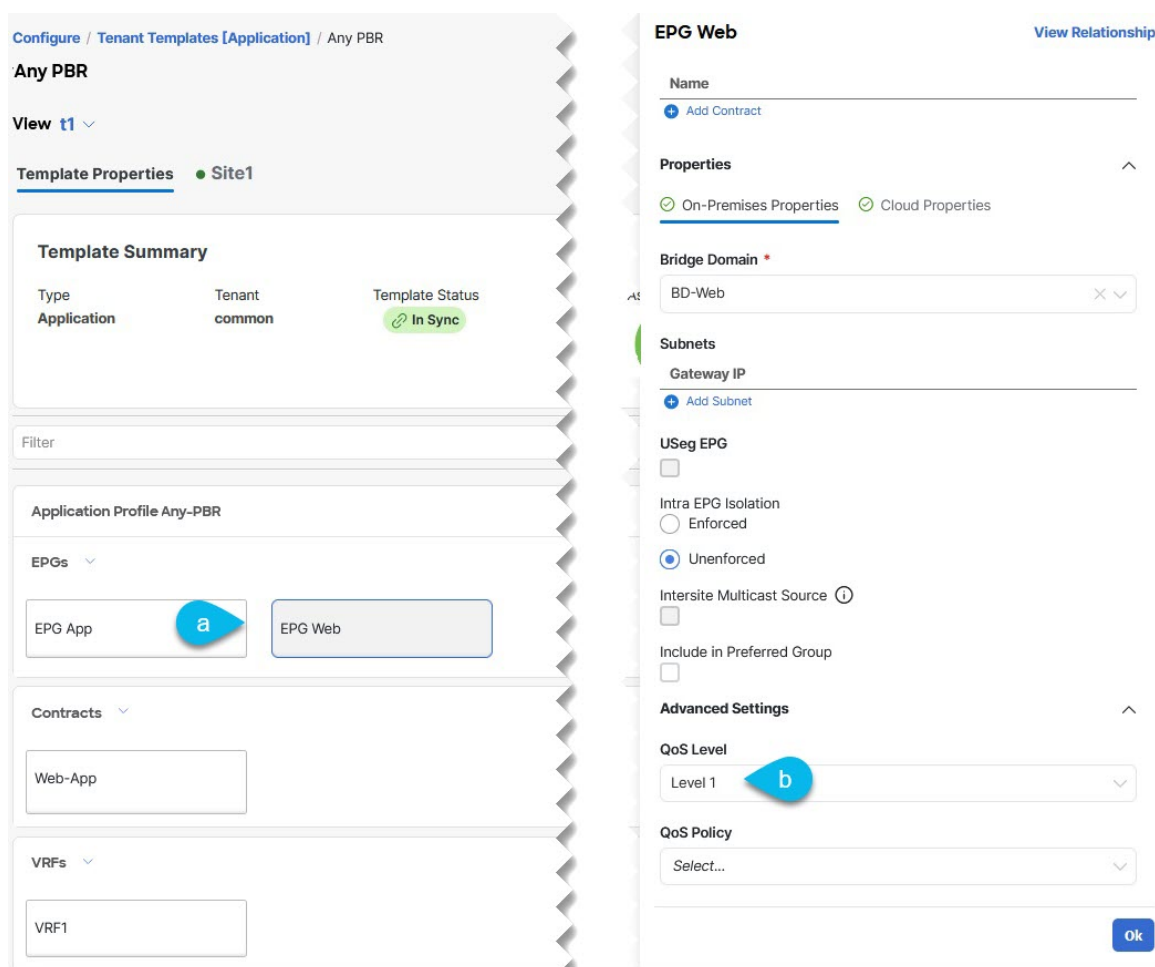 Configure / Tenant Templates [Application] / Any PBR
Any PBR
View t1
Template Properties
Site1
Template Summary
Type
Tenant
Template Status
Application
common
In Sync
Filter
Application Profile Any-PBR
EPGs
EPG App
a
EPG Web
Contracts
Web-App
VRFs
VRF1
As
EPG Web
View Relationship
Name
Add Contract
Properties
On-Premises Properties
Cloud Properties
Bridge Domain *
BD-Web
Subnets
Gateway IP
Add Subnet
USeg EPG
Intra EPG Isolation
Enforced
Unenforced
Intersite Multicast Source
Include in Preferred Group
Advanced Settings
QoS Level
Level 1
b
QoS Policy
Select...
Ok